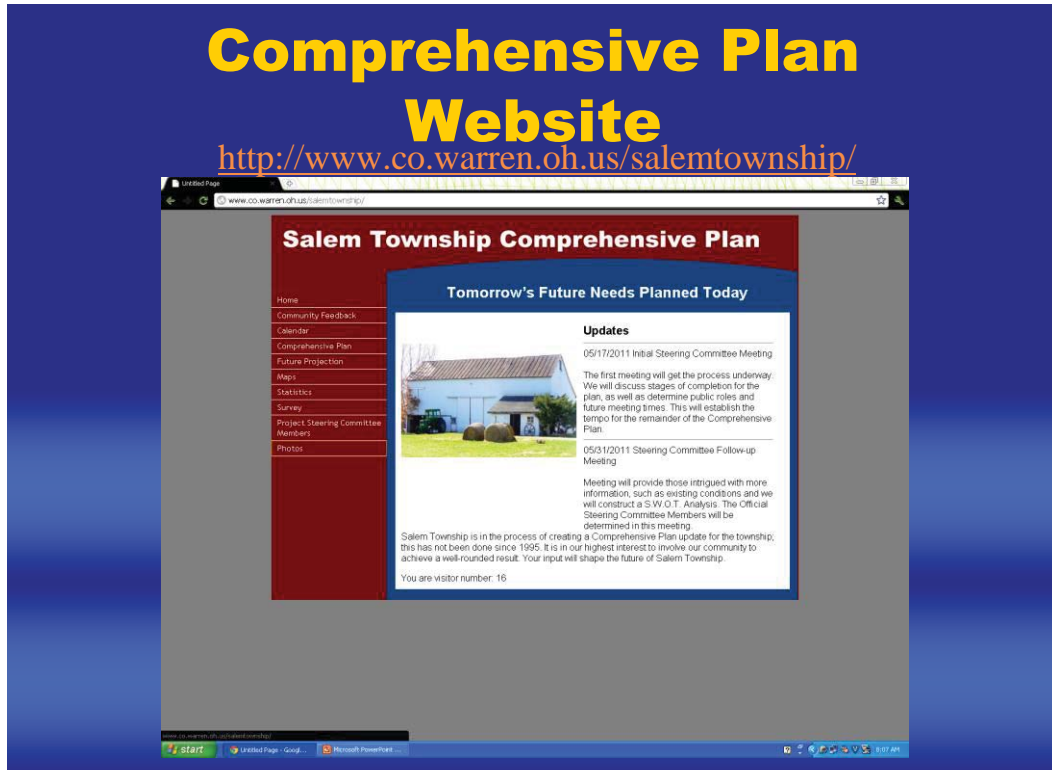 Comprehensive Plan
Website
http://www.co.warren.oh.us/salemtownship/
Untitled Page
www.co.warren.oh.us/salemtownship/
Salem Township Comprehensive Plan
Tomorrow's Future Needs Planned Today
Home
Community Feedback
Calendar
Comprehensive Plan
Future Projection
Maps
Statistics
Survey
Project Steering Committee
Members
Photos
Updates
05/17/2011 Initial Steering Committee Meeting
The first meeting will get the process underway.
We will discuss stages of completion for the
plan, as well as determine public roles and
future meeting times. This will establish the
tempo for the remainder of the Comprehensive
Plan.
05/31/2011 Steering Committee Follow-up
Meeting
Meeting will provide those intrigued with more
information, such as existing conditions and we
will construct a S.W.O.T. Analysis. The Official
Steering Committee Members will be
determined in this meeting.
Salem Township is in the process of creating a Comprehensive Plan update for the township;
this has not been done since 1995. It is in our highest interest to involve our community to
achieve a well-rounded result. Your input will shape the future of Salem Township.
You are visitor number: 16
www.co.warren.oh.us/salemtownship/
start
Untitled Page - Googl...
Microsoft PowerPoint ...
8:07 AM